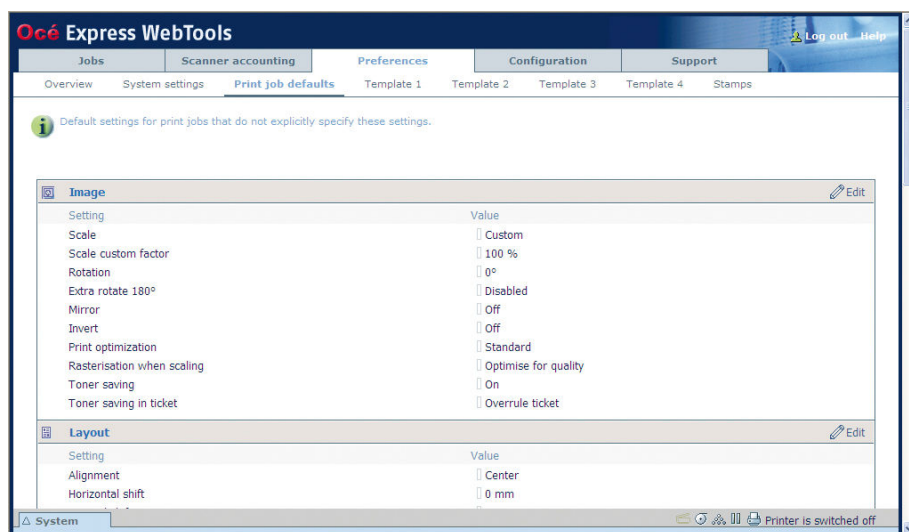 Océ Express WebTools
Log out Help
Jobs Scanner accounting Preferences Configuration Support
Overview System settings Print job defaults Template 1 Template 2 Template 3 Template 4 Stamps
Default settings for print jobs that do not explicitly specify these settings.
Image Edit
Setting Value
Scale Custom
Scale custom factor 100 %
Rotation 0°
Extra rotate 180° Disabled
Mirror Off
Invert Off
Print optimization Standard
Rasterisation when scaling Optimise for quality
Toner saving On
Toner saving in ticket Overrule ticket
Layout Edit
Setting Value
Alignment Center
Horizontal shift 0 mm
System Printer is switched off